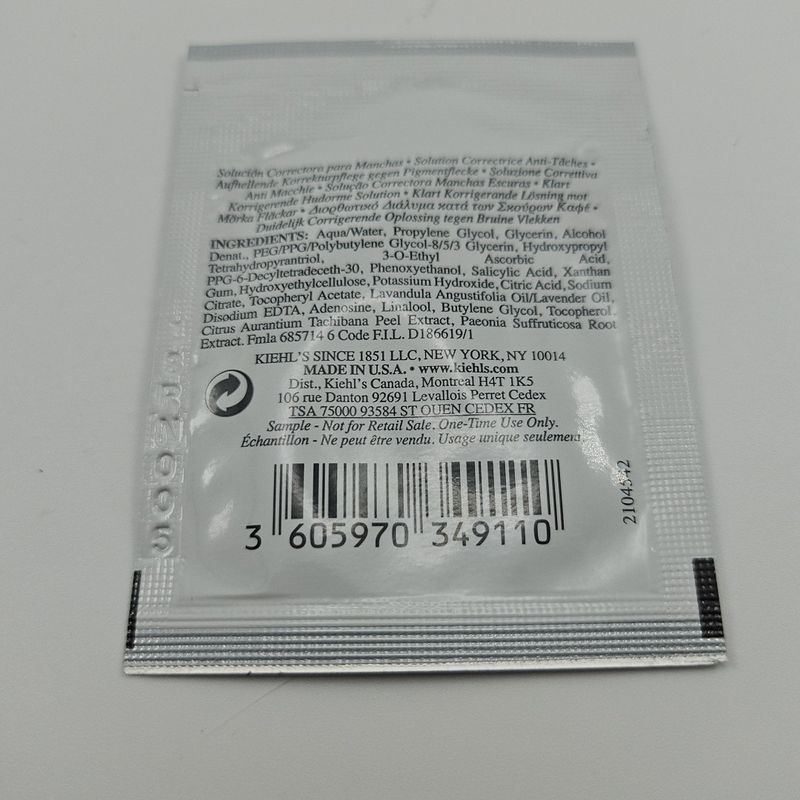 Solución Correctora para Manchas • Solution Correctrice Anti-Tâches •
Aufhellende Korrekturpflege gegen Pigmentflecke • Soluzione Correttiva
Anti Macchie • Solução Correctora Manchas Escuras • Klart
Korrigerende Hudorme Solution • Klart Korrigerande Lösning mot
Mörka Fläckar • Διορθωτικό Διάλυμα κατά των Σκούρων Καφέ •
Duidelijk Corrigerende Oplossing tegen Bruine Vlekken
INGREDIENTS: Aqua/Water, Propylene Glycol, Glycerin, Alcohol
Denat., PEG/PPG/Polybutylene Glycol-8/5/3 Glycerin, Hydroxypropyl
Tetrahydropyrantriol, 3-O-Ethyl Ascorbic Acid,
PPG-6-Decyltetradeceth-30, Phenoxyethanol, Salicylic Acid, Xanthan
Gum, Hydroxyethylcellulose, Potassium Hydroxide, Citric Acid, Sodium
Citrate, Tocopheryl Acetate, Lavandula Angustifolia Oil/Lavender Oil,
Disodium EDTA, Adenosine, Linalool, Butylene Glycol, Tocopherol,
Citrus Aurantium Tachibana Peel Extract, Paeonia Suffruticosa Root
Extract. Fmla 685714 6 Code F.I.L. D186619/1
KIEHL'S SINCE 1851 LLC, NEW YORK, NY 10014
MADE IN U.S.A. • www.kiehls.com
Dist., Kiehl's Canada, Montreal H4T 1K5
106 rue Danton 92691 Levallois Perret Cedex
TSA 75000 93584 ST OUEN CEDEX FR
Sample - Not for Retail Sale. One-Time Use Only.
Échantillon - Ne peut être vendu. Usage unique seulement.
3 605970 349110
2104542